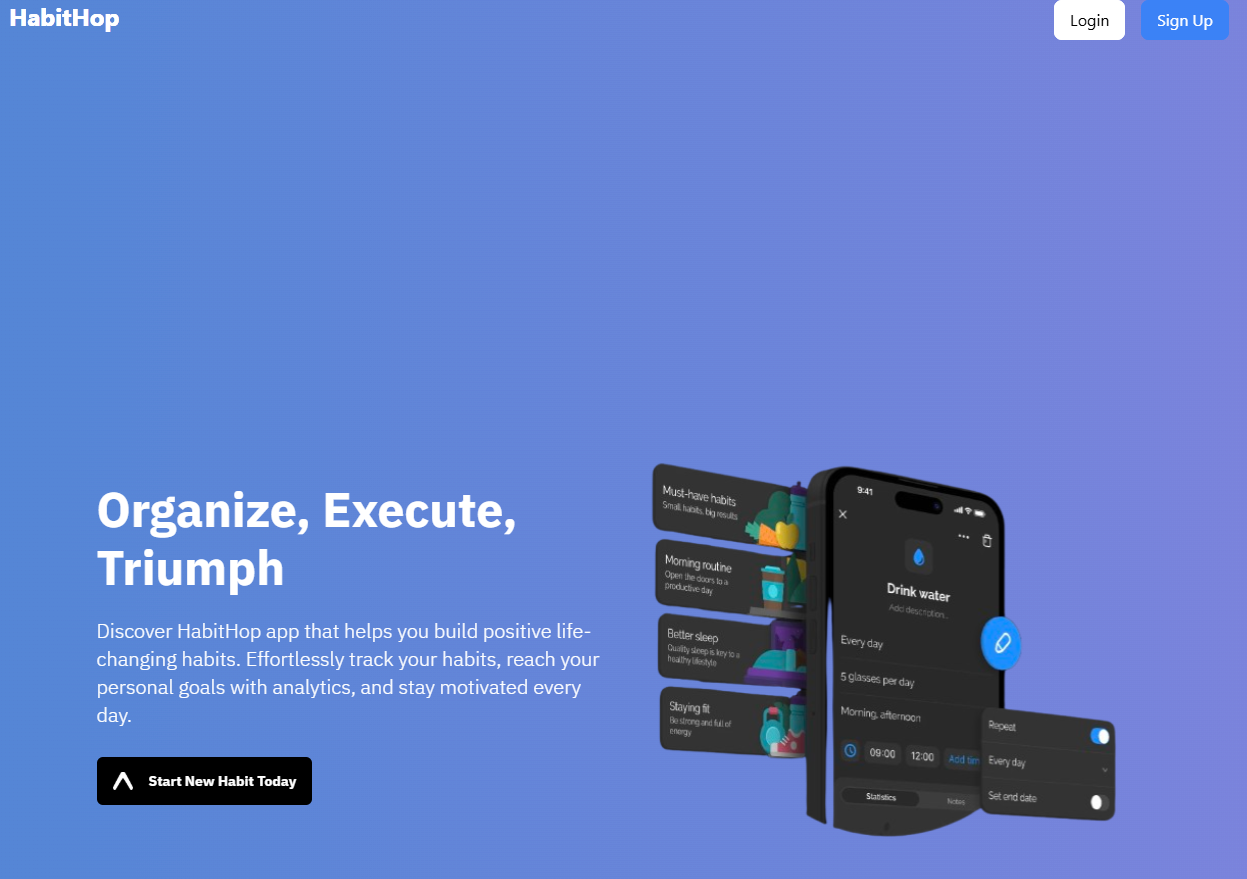 HabitHop
Login
Sign Up
Organize, Execute,
Triumph
Discover HabitHop app that helps you build positive life-
changing habits. Effortlessly track your habits, reach your
personal goals with analytics, and stay motivated every
day.
Start New Habit Today
Must-have habits
Small habits, big results
Morning routine
Open the doors to a
productive day
Better sleep
Quality sleep is key to a
healthy lifestyle
Staying fit
Be strong and full of
energy
9:41
Drink water
Add description...
Every day
5 glasses per day
Morning, afternoon
09:00
12:00
Add tim
Statistics
Notes
Repeat
Every day
Set end date